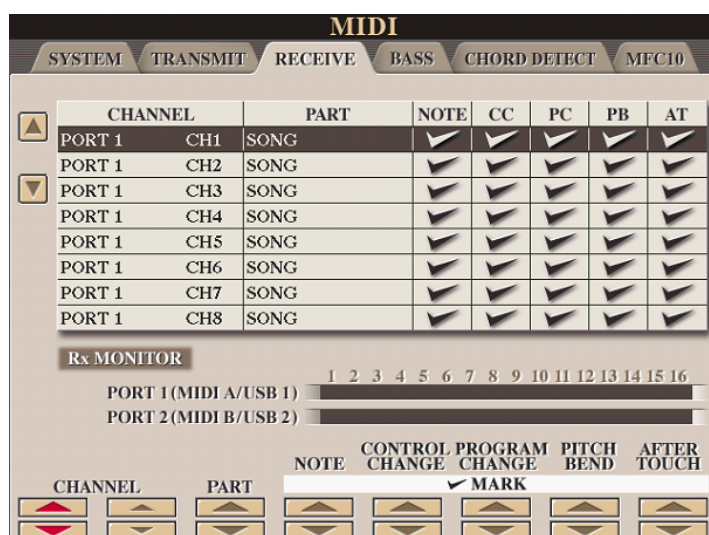 MIDI
SYSTEM TRANSMIT RECEIVE BASS CHORD DETECT MFC10
CHANNEL PART NOTE CC PC PB AT
PORT 1 CH1 SONG
PORT 1 CH2 SONG
PORT 1 CH3 SONG
PORT 1 CH4 SONG
PORT 1 CH5 SONG
PORT 1 CH6 SONG
PORT 1 CH7 SONG
PORT 1 CH8 SONG
Rx MONITOR
1 2 3 4 5 6 7 8 9 10 11 12 13 14 15 16
PORT 1 (MIDI A/USB 1)
PORT 2 (MIDI B/USB 2)
CONTROL PROGRAM PITCH AFTER
NOTE CHANGE CHANGE BEND TOUCH
CHANNEL PART MARK